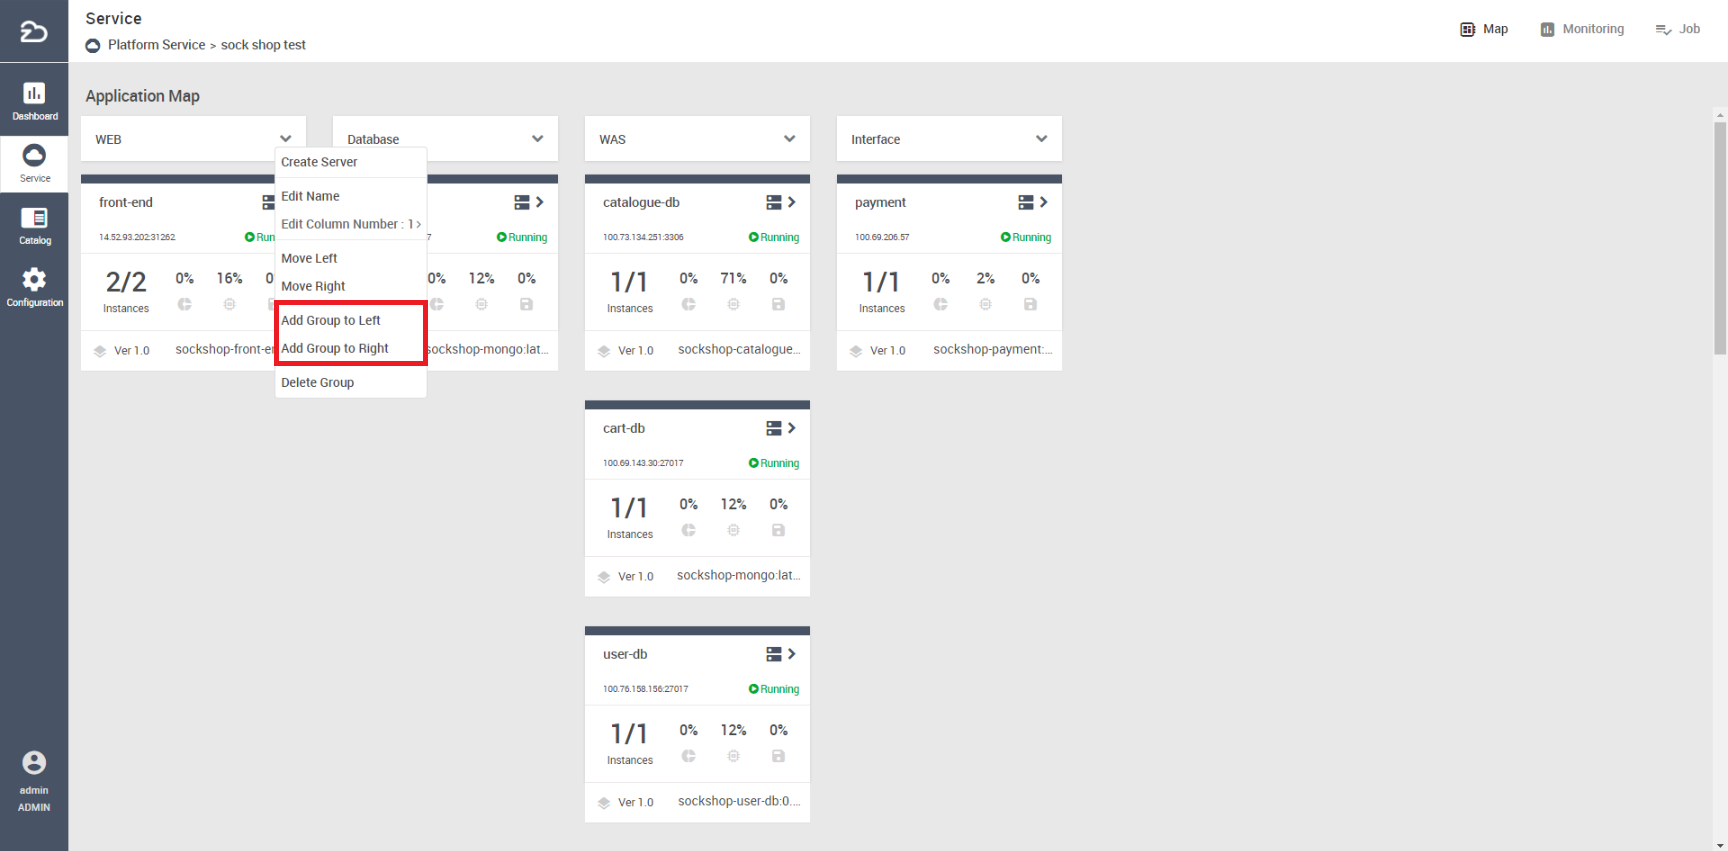 Service
Platform Service > sock shop test
Map
Monitoring
Job
Dashboard
Service
Catalog
Configuration
admin
ADMIN
Application Map
WEB
Database
WAS
Interface
Create Server
Edit Name
Edit Column Number : 1 >
Move Left
Move Right
Add Group to Left
Add Group to Right
Delete Group
front-end
14.52.93.202:31262
Run
2/2
Instances
0%
16%
0
Ver 1.0
sockshop-front-er
7
Running
0%
12%
0%
sockshop-mongo:lat...
catalogue-db
100.73.134.251:3306
Running
1/1
Instances
0%
71%
0%
Ver 1.0
sockshop-catalogue...
payment
100.69.206.57
Running
1/1
Instances
0%
2%
0%
Ver 1.0
sockshop-payment:...
cart-db
100.69.143.30:27017
Running
1/1
Instances
0%
12%
0%
Ver 1.0
sockshop-mongo:lat...
user-db
100.76.158.156:27017
Running
1/1
Instances
0%
12%
0%
Ver 1.0
sockshop-user-db:0....